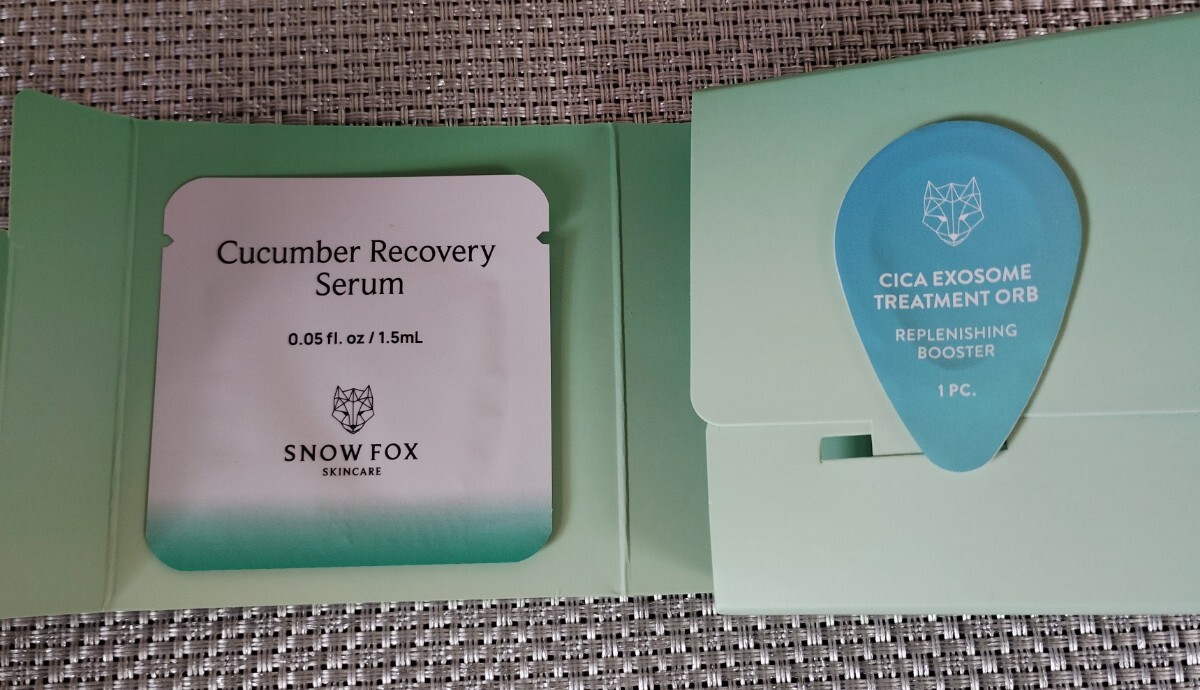 Cucumber Recovery
Serum
0.05 fl. oz / 1.5mL
SNOW FOX
SKINCARE
CICA EXOSOME
TREATMENT ORB
REPLENISHING
BOOSTER
1 PC.